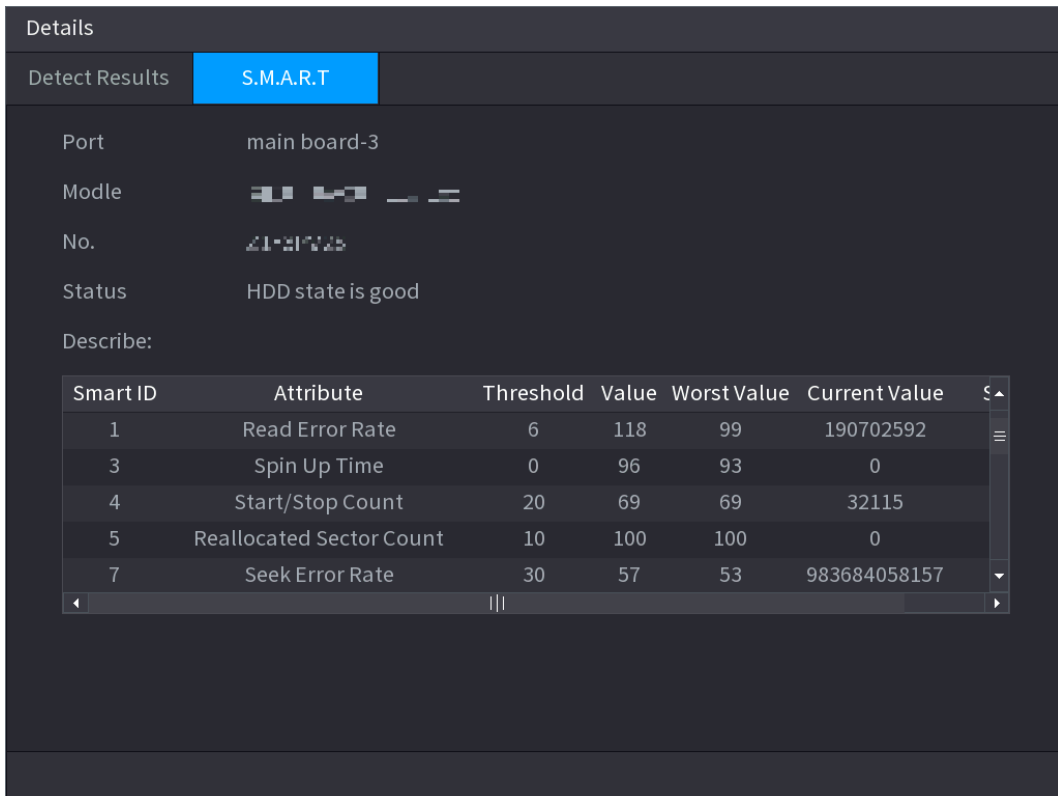 Details
Detect Results S.M.A.R.T
Port main board-3
Modle
No.
Status HDD state is good
Describe:
Smart ID Attribute Threshold Value Worst Value Current Value
1 Read Error Rate 6 118 99 190702592
3 Spin Up Time 0 96 93 0
4 Start/Stop Count 20 69 69 32115
5 Reallocated Sector Count 10 100 100 0
7 Seek Error Rate 30 57 53 983684058157